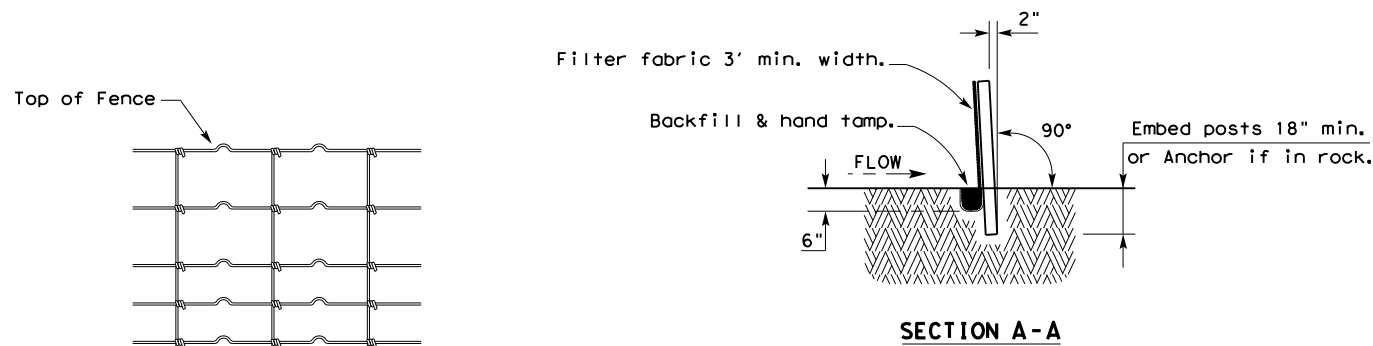 Top of Fence
2"
Filter fabric 3' min. width.
Backfill & hand tamp.
90°
Embed posts 18" min.
or Anchor if in rock.
FLOW
6"
SECTION A-A